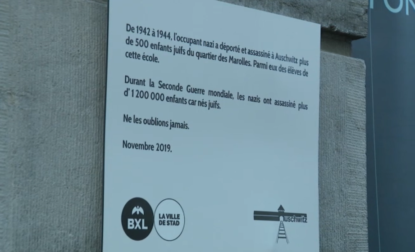 De 1942 à 1944, l'occupant nazi a déporté et assassiné à Auschwitz plus
de 500 enfants juifs du quartier des Marolles. Parmi eux des élèves de
cette école.
Durant la Seconde Guerre mondiale, les nazis ont assassiné plus
d'1 200 000 enfants car nés juifs.
Ne les oublions jamais.
Novembre 2019.
BXL
LA VILLE
DE STAD
Auschwitz